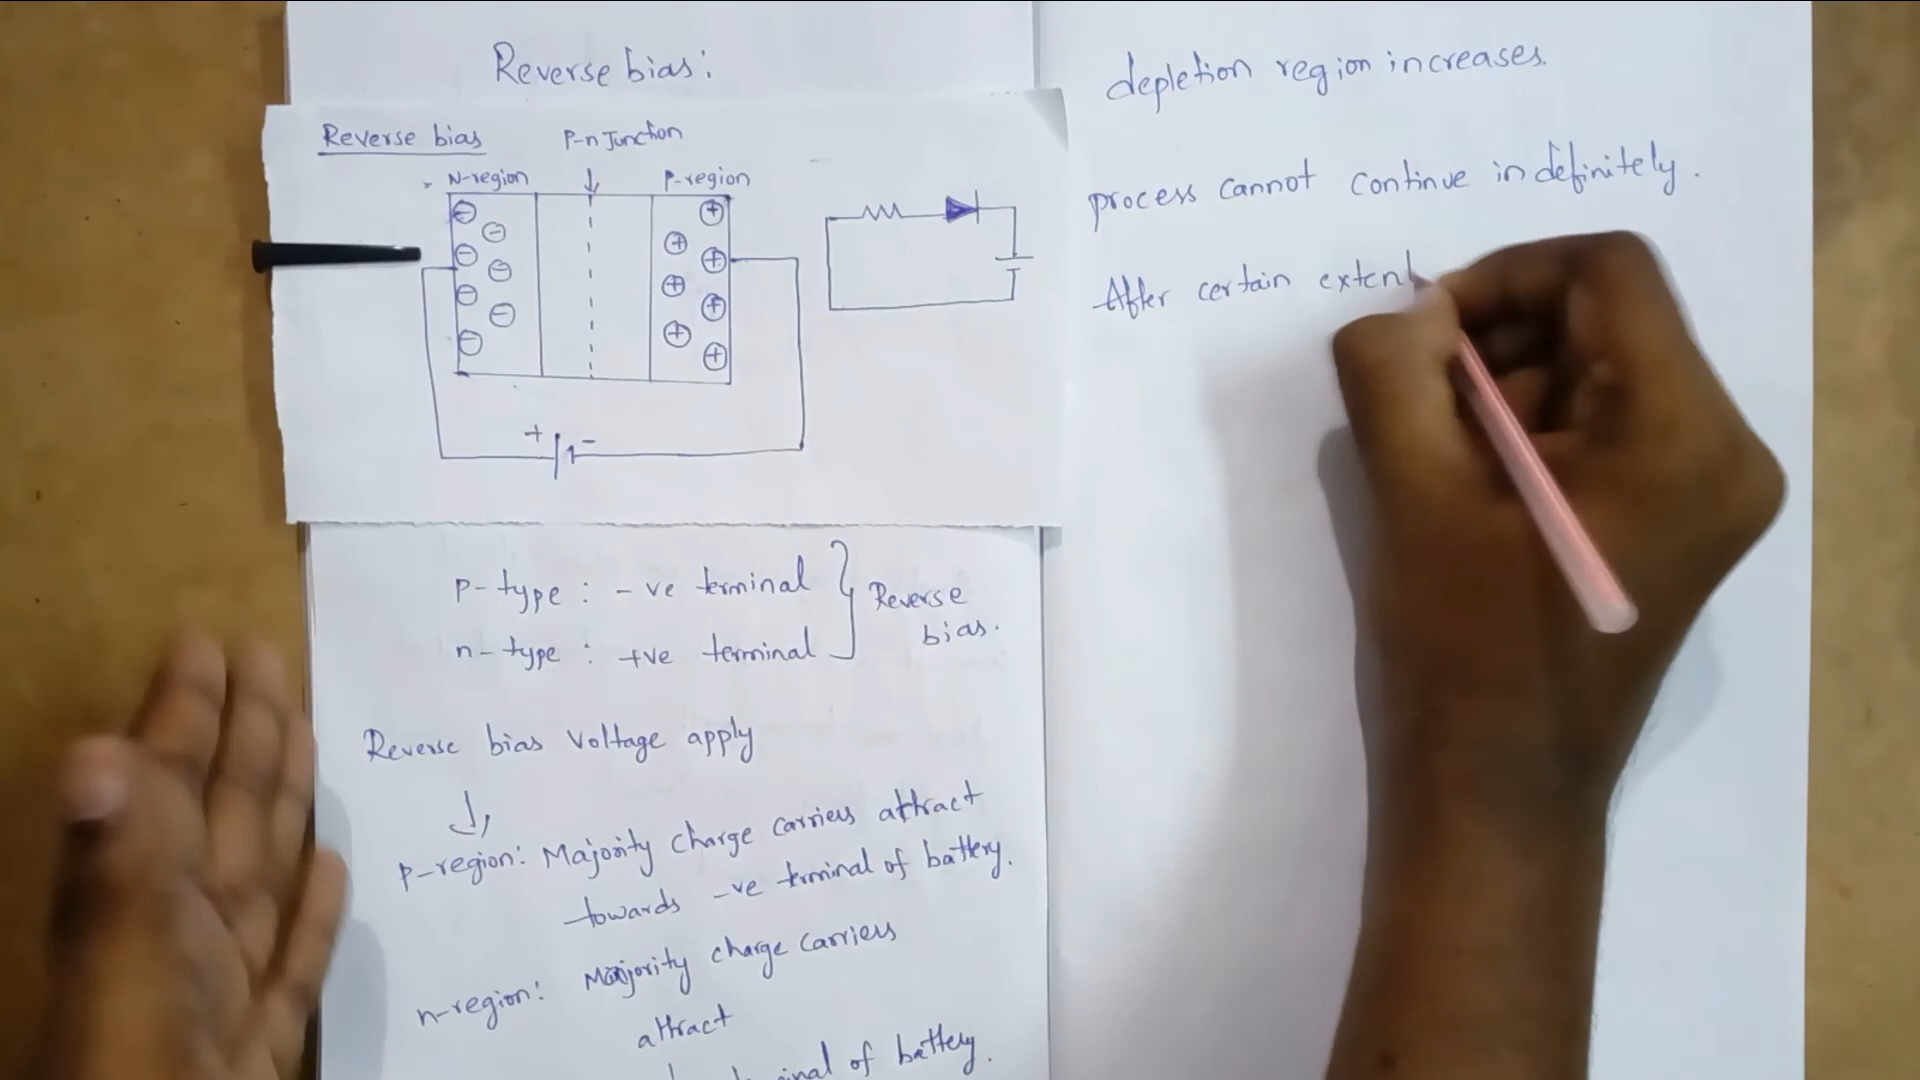 Reverse bias:
Reverse bias
P-n Junction
N-region
P-region
+ -
p-type : -ve terminal
n-type : +ve terminal
Reverse
bias.
Reverse bias voltage apply
p-region: Majority charge carriers attract
towards -ve terminal of battery.
n-region: Majority charge carriers
attract
of battery.
depletion region increases.
process cannot continue indefinitely.
After certain extent